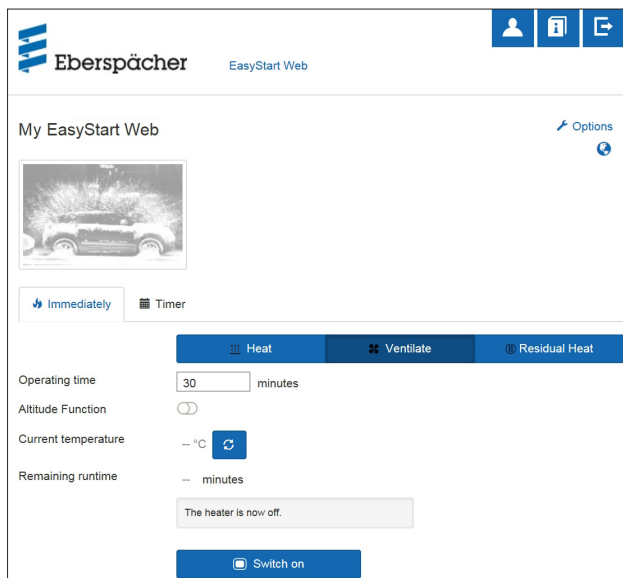 Eberspächer
EasyStart Web
My EasyStart Web
Options
Immediately
Timer
Heat
Ventilate
Residual Heat
Operating time
30 minutes
Altitude Function
Current temperature
-- °C
Remaining runtime
-- minutes
The heater is now off.
Switch on